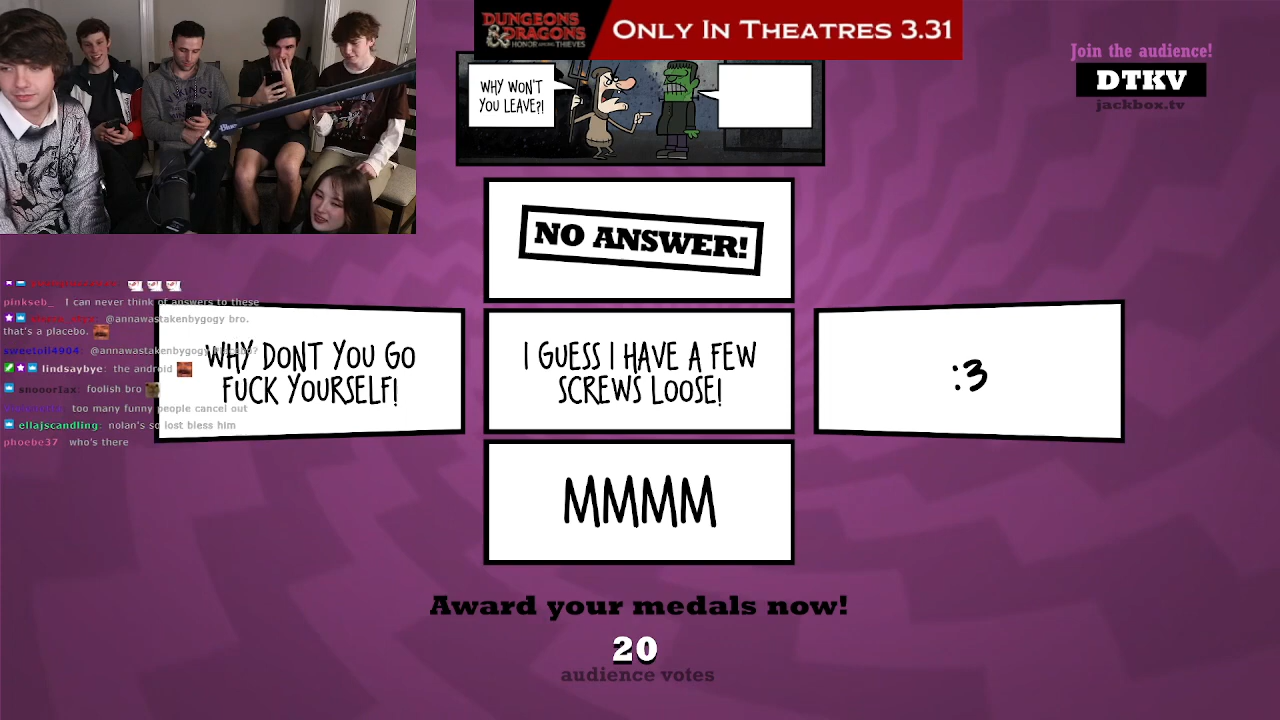 DUNGEONS
& DRAGONS
HONOR AMONG THIEVES
ONLY IN THEATRES 3.31
Join the audience!
DTKV
jackbox.tv
WHY WON'T
YOU LEAVE?!
NO ANSWER!
WHY DONT YOU GO
FUCK YOURSELF!
I GUESS I HAVE A FEW
SCREWS LOOSE!
:3
MMMM
Award your medals now!
20
audience votes
pinkseb_ I can never think of answers to these
@annawastakenbygogy bro.
that's a placebo.
sweetoil4904: @annawastakenbygogy
lindsaybye: the android
snooorlax: foolish bro
too many funny people cancel out
ellajscandling: nolan's so lost bless him
phoebe37 who's there